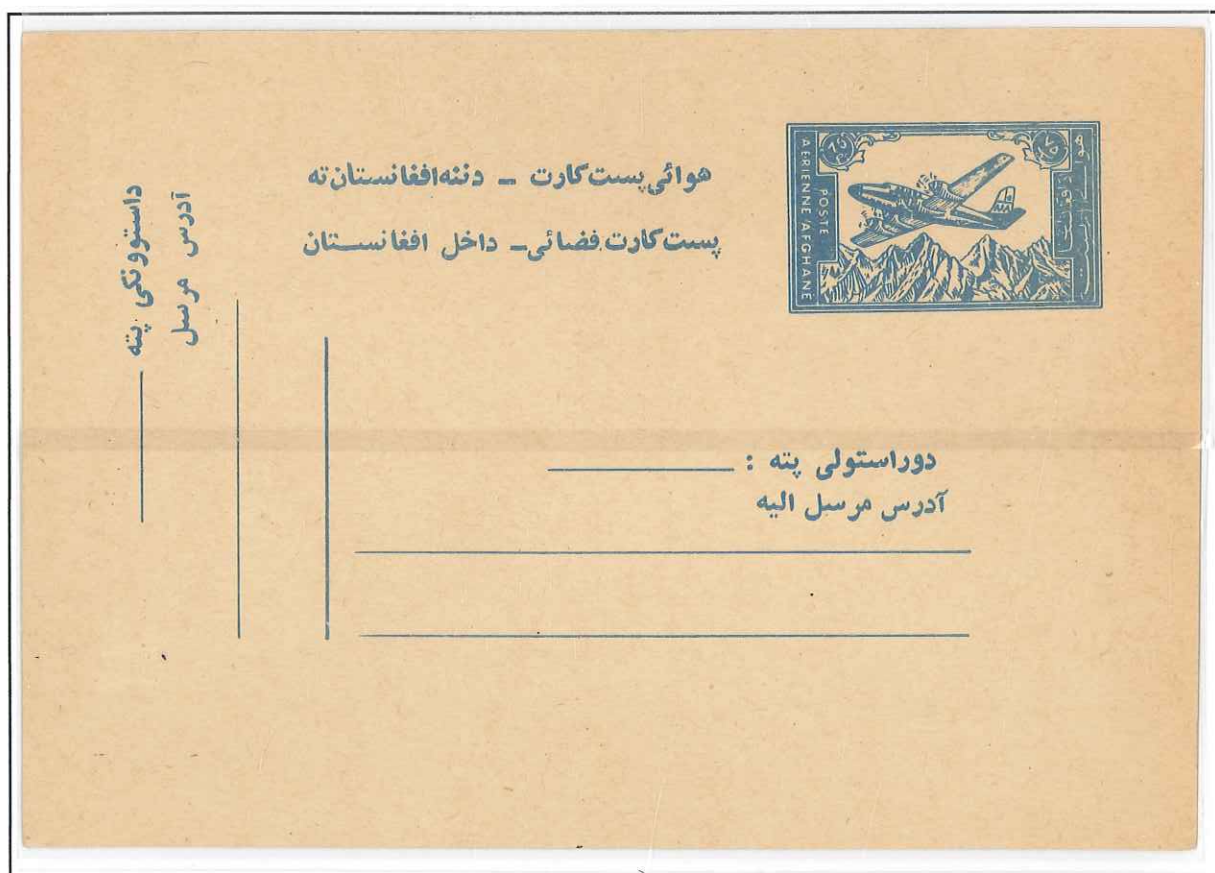 هوائی پست کارت – دننه افغانستان ته
پست کارت فضائی – داخل افغانستان
داستوونکی پته
آدرس مرسل
دوراستولی پته :
آدرس مرسل الیه
POSTE
AERIENNE AFGHANE
75